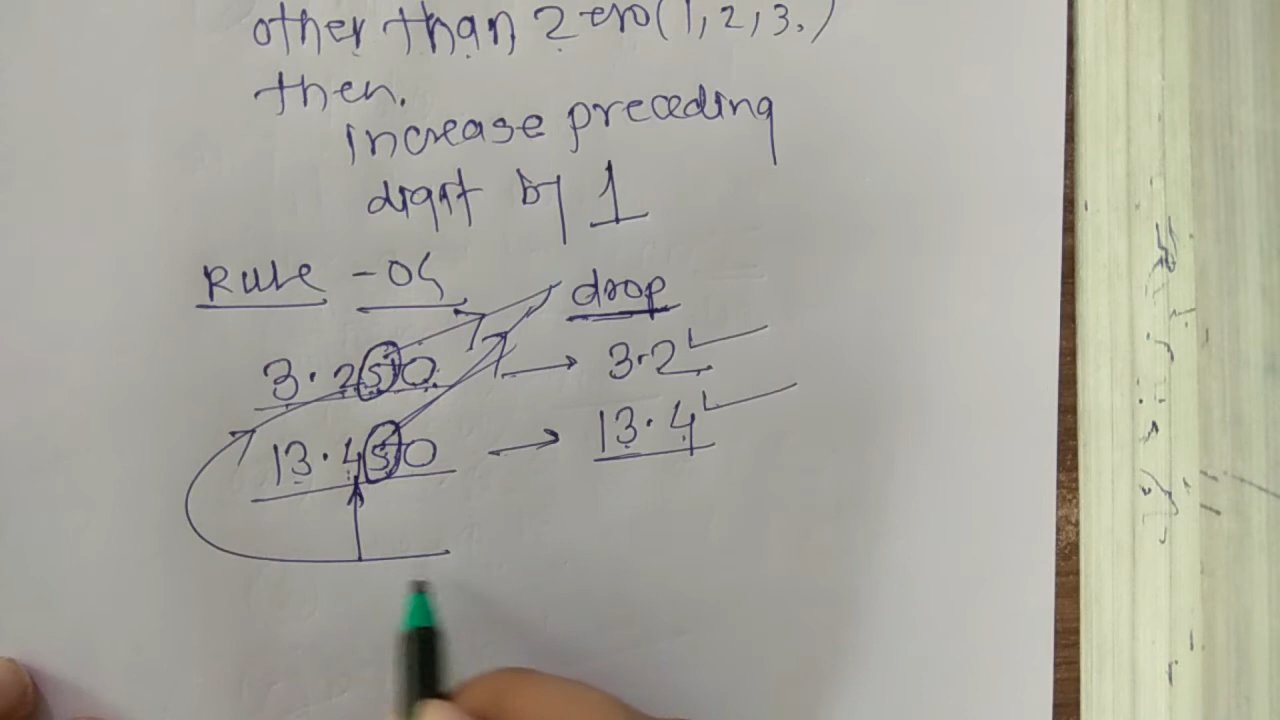 other than zero(1,2,3.)
then.
increase preceding
digit by 1
Rule -04
drop
3.250 → 3.2
13.450 → 13.4